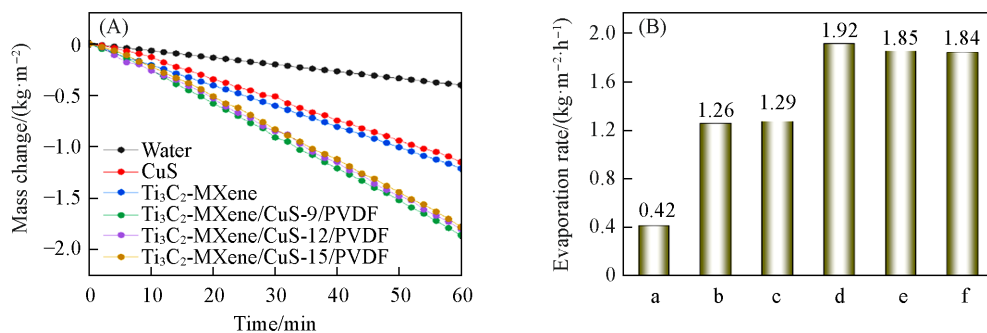 (A)
Mass change/(kg·m⁻²)
0
−0.5
−1.0
−1.5
−2.0
Water
CuS
Ti₃C₂-MXene
Ti₃C₂-MXene/CuS-9/PVDF
Ti₃C₂-MXene/CuS-12/PVDF
Ti₃C₂-MXene/CuS-15/PVDF
0 10 20 30 40 50 60
Time/min
(B)
Evaporation rate/(kg·m⁻²·h⁻¹)
2.0
1.6
1.2
0.8
0.4
0
0.42 1.26 1.29 1.92 1.85 1.84
a b c d e f